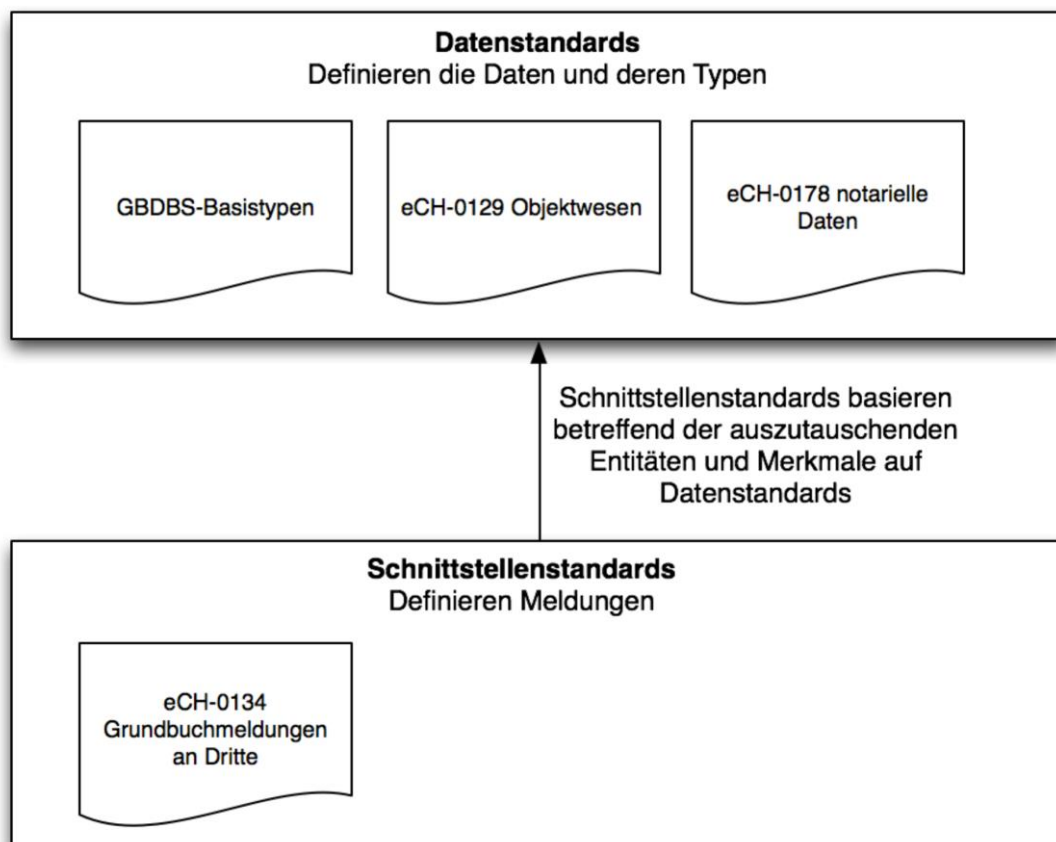 Datenstandards
Definieren die Daten und deren Typen
GBDBS-Basistypen
eCH-0129 Objektwesen
eCH-0178 notarielle
Daten
Schnittstellenstandards basieren
betreffend der auszutauschenden
Entitäten und Merkmale auf
Datenstandards
Schnittstellenstandards
Definieren Meldungen
eCH-0134
Grundbuchmeldungen
an Dritte